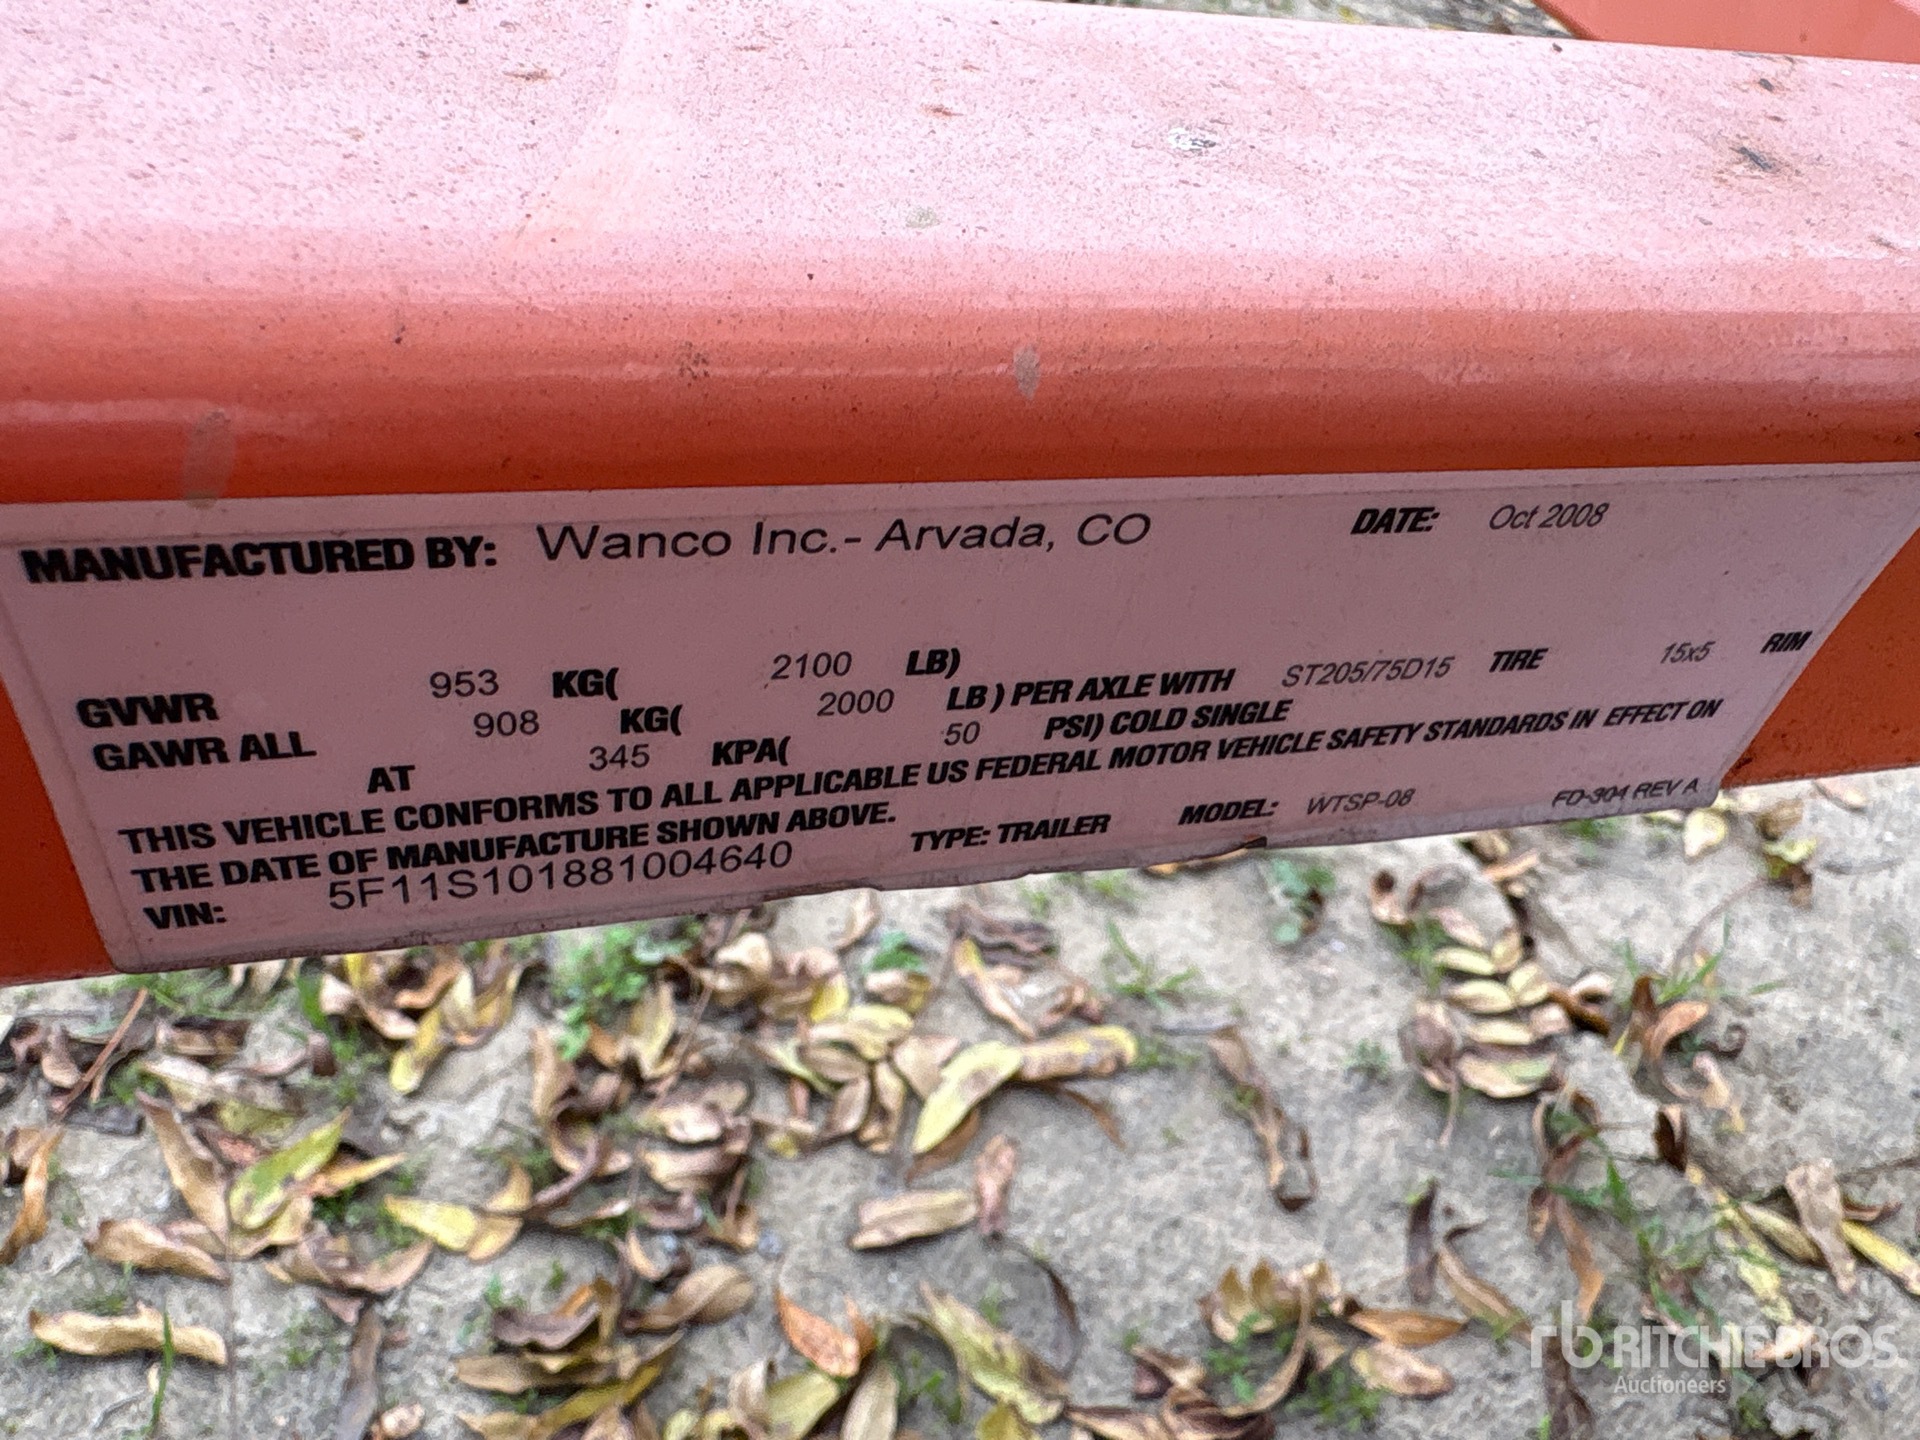 MANUFACTURED BY: Wanco Inc.- Arvada, CO DATE: Oct 2008
GVWR 953 KG( 2100 LB)
GAWR ALL 908 KG( 2000 LB ) PER AXLE WITH ST205/75D15 TIRE 15x5 RIM
AT 345 KPA( 50 PSI) COLD SINGLE
THIS VEHICLE CONFORMS TO ALL APPLICABLE US FEDERAL MOTOR VEHICLE SAFETY STANDARDS IN EFFECT ON
THE DATE OF MANUFACTURE SHOWN ABOVE.
VIN: 5F11S101881004640 TYPE: TRAILER MODEL: WTSP-08 FD-304 REV A
rb RITCHIE BROS.
Auctioneers